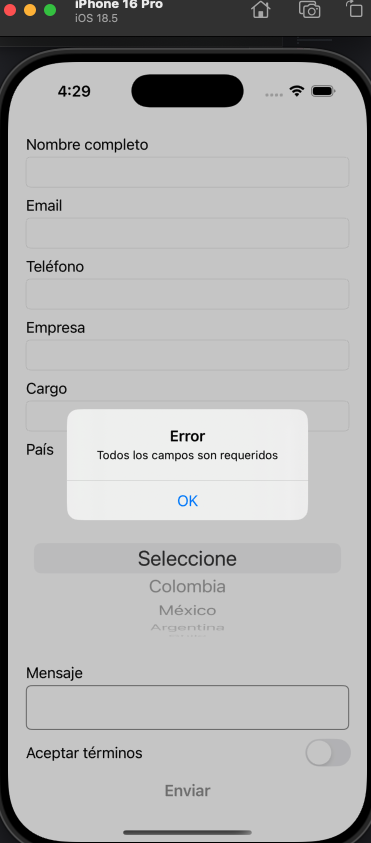 iPhone 16 Pro
iOS 18.5
4:29
Nombre completo
Email
Teléfono
Empresa
Cargo
País
Error
Todos los campos son requeridos
OK
Seleccione
Colombia
México
Argentina
Mensaje
Aceptar términos
Enviar